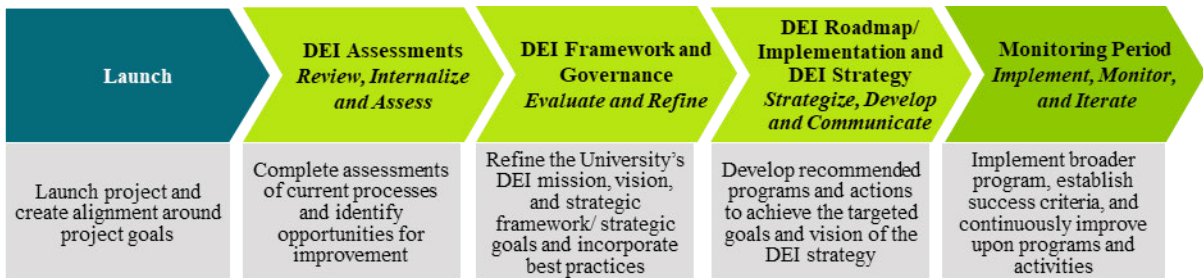 Launch
DEI Assessments
Review, Internalize
and Assess
DEI Framework and
Governance
Evaluate and Refine
DEI Roadmap/
Implementation and
DEI Strategy
Strategize, Develop
and Communicate
Monitoring Period
Implement, Monitor,
and Iterate
Launch project and
create alignment around
project goals
Complete assessments
of current processes
and identify
opportunities for
improvement
Refine the University's
DEI mission, vision,
and strategic
framework/ strategic
goals and incorporate
best practices
Develop recommended
programs and actions
to achieve the targeted
goals and vision of the
DEI strategy
Implement broader
program, establish
success criteria, and
continuously improve
upon programs and
activities